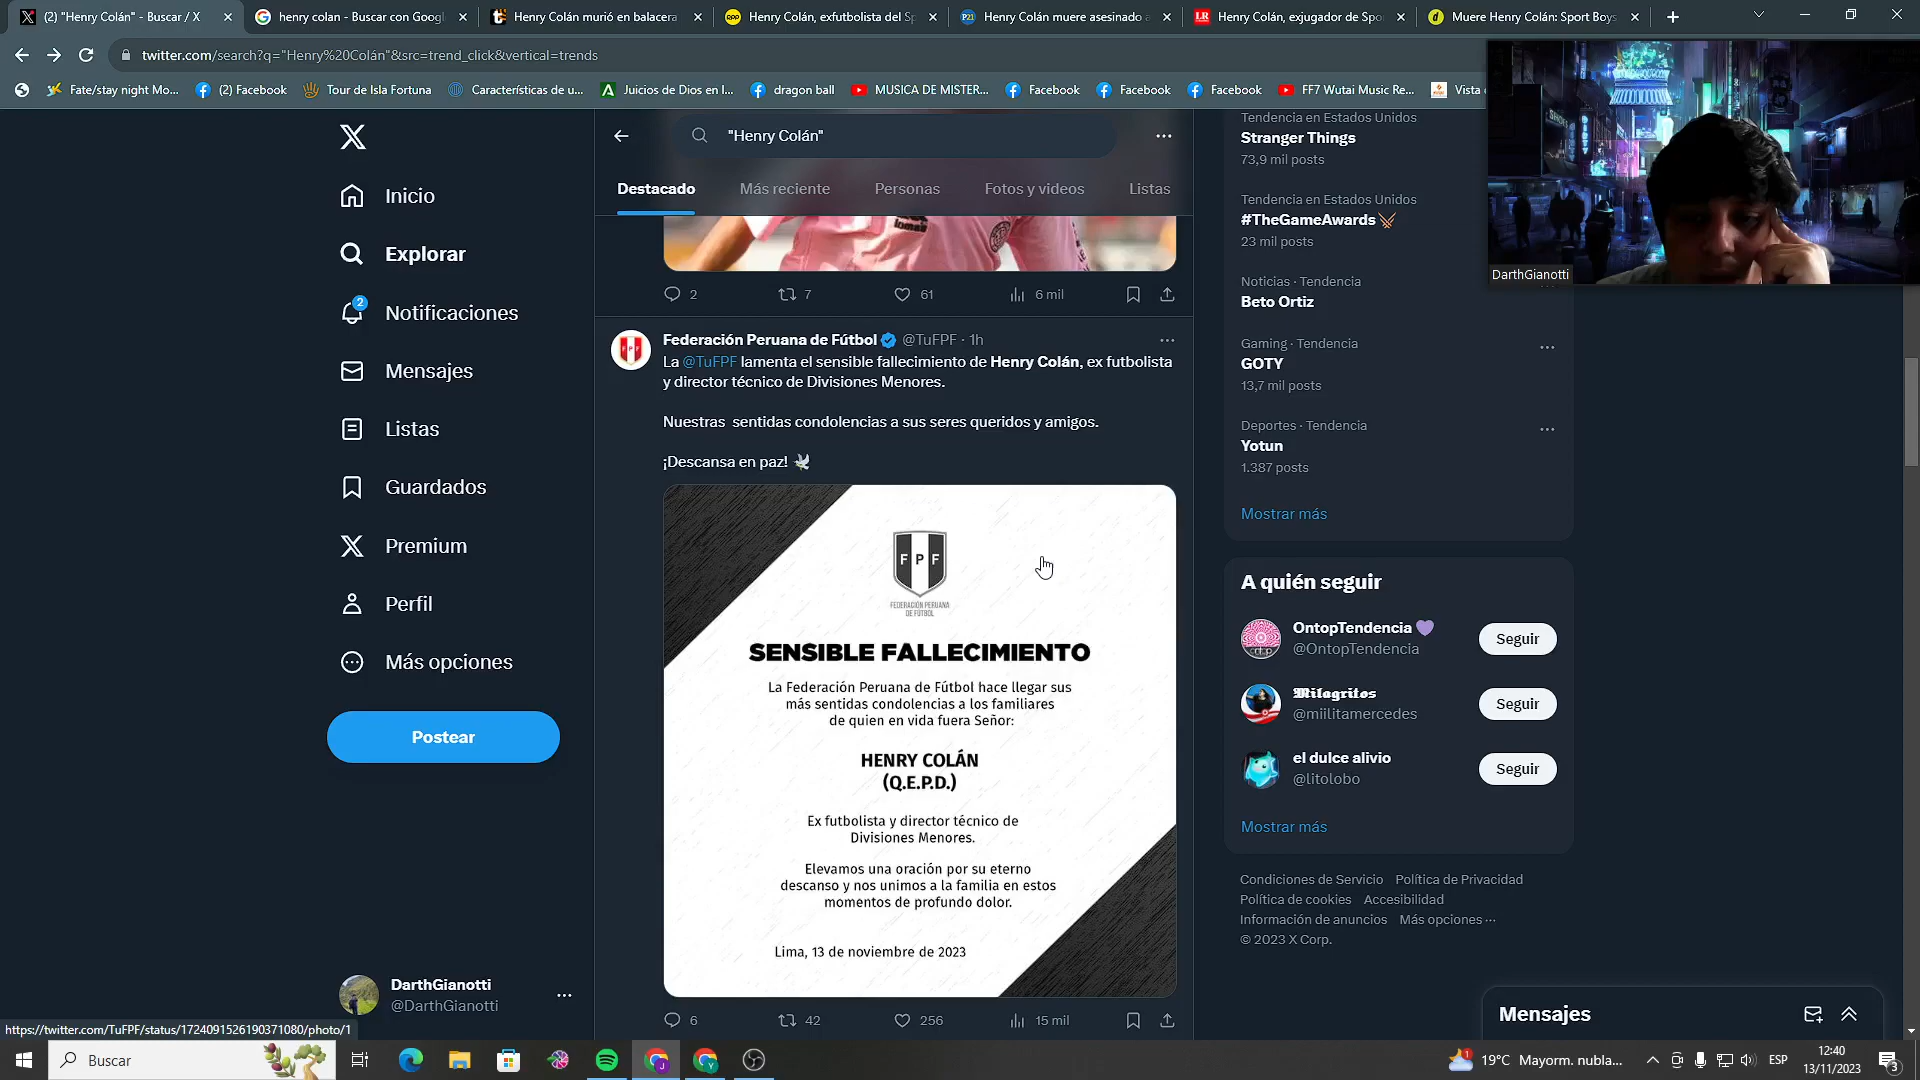 (2) "Henry Colán" - Buscar / X
henry colan - Buscar con Googl
Henry Colán murió en balacera
Henry Colán, exfutbolista del Sp
Henry Colán muere asesinado a
Henry Colán, exjugador de Spo
Muere Henry Colán: Sport Boys
twitter.com/search?q="Henry%20Colán"&src=trend_click&vertical=trends
Fate/stay night Mo...
(2) Facebook
Tour de Isla Fortuna
Características de u...
Juicios de Dios en l...
dragon ball
MUSICA DE MISTER...
Facebook
Facebook
Facebook
FF7 Wutai Music Re...
Vista
DarthGianotti
Inicio
Explorar
2
Notificaciones
Mensajes
Listas
Guardados
Premium
Perfil
Más opciones
Postear
DarthGianotti
@DarthGianotti
"Henry Colán"
Destacado
Más reciente
Personas
Fotos y videos
Listas
2
7
61
6 mil
Federación Peruana de Fútbol @TuFPF · 1h
La @TuFPF lamenta el sensible fallecimiento de Henry Colán, ex futbolista
y director técnico de Divisiones Menores.
Nuestras sentidas condolencias a sus seres queridos y amigos.
¡Descansa en paz! 🕊️
FPF
FEDERACIÓN PERUANA
DE FÚTBOL
SENSIBLE FALLECIMIENTO
La Federación Peruana de Fútbol hace llegar sus
más sentidas condolencias a los familiares
de quien en vida fuera Señor:
HENRY COLÁN
(Q.E.P.D.)
Ex futbolista y director técnico de
Divisiones Menores.
Elevamos una oración por su eterno
descanso y nos unimos a la familia en estos
momentos de profundo dolor.
Lima, 13 de noviembre de 2023
6
42
256
15 mil
Tendencia en Estados Unidos
Stranger Things
73,9 mil posts
Tendencia en Estados Unidos
#TheGameAwards
23 mil posts
Noticias · Tendencia
Beto Ortiz
Gaming · Tendencia
GOTY
13,7 mil posts
Deportes · Tendencia
Yotun
1.387 posts
Mostrar más
A quién seguir
OntopTendencia 💜
@OntopTendencia
Seguir
𝕸𝖎𝖑𝖆𝖌𝖗𝖎𝖙𝖔𝖘
@miilitamercedes
Seguir
el dulce alivio
@litolobo
Seguir
Mostrar más
Condiciones de Servicio Política de Privacidad
Política de cookies Accesibilidad
Información de anuncios Más opciones ···
© 2023 X Corp.
Mensajes
https://twitter.com/TuFPF/status/1724091526190371080/photo/1
Buscar
19°C Mayorm. nubla...
ESP
12:40
13/11/2023
3